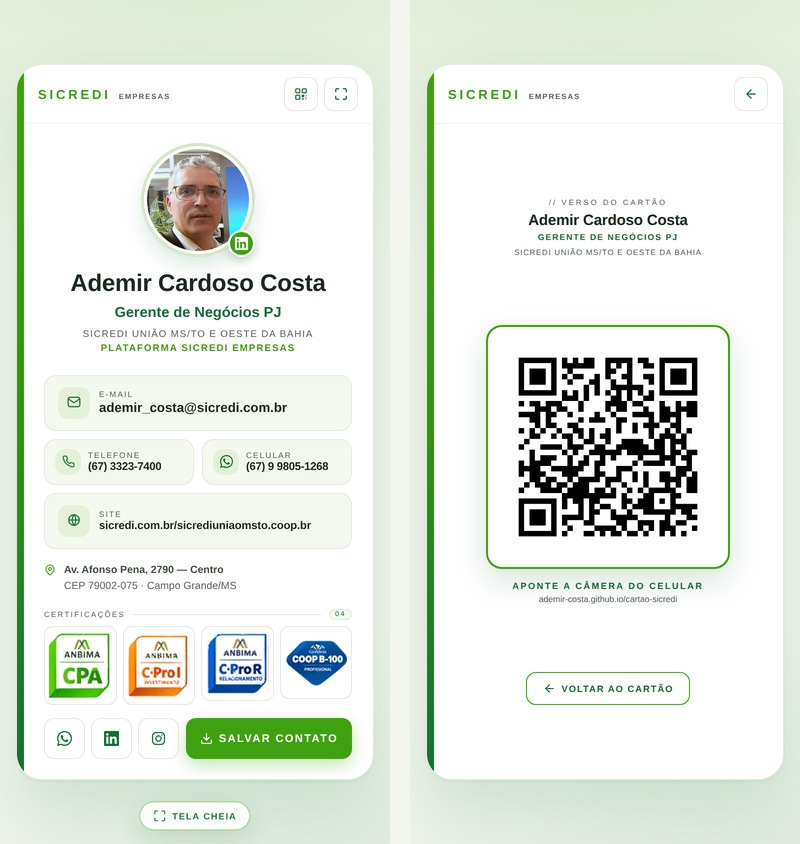 SICREDI EMPRESAS
Ademir Cardoso Costa
Gerente de Negócios PJ
SICREDI UNIÃO MS/TO E OESTE DA BAHIA
PLATAFORMA SICREDI EMPRESAS
E-MAIL
ademir_costa@sicredi.com.br
TELEFONE
(67) 3323-7400
CELULAR
(67) 9 9805-1268
SITE
sicredi.com.br/sicrediuniaomsto.coop.br
Av. Afonso Pena, 2790 — Centro
CEP 79002-075 · Campo Grande/MS
CERTIFICAÇÕES 04
ANBIMA
CPA
ANBIMA
C-Pro I
INVESTIMENTO
ANBIMA
C-Pro R
RELACIONAMENTO
COOP B-100
PROFISSIONAL
SALVAR CONTATO
TELA CHEIA
SICREDI EMPRESAS
// VERSO DO CARTÃO
Ademir Cardoso Costa
GERENTE DE NEGÓCIOS PJ
SICREDI UNIÃO MS/TO E OESTE DA BAHIA
APONTE A CÂMERA DO CELULAR
ademir-costa.github.io/cartao-sicredi
VOLTAR AO CARTÃO